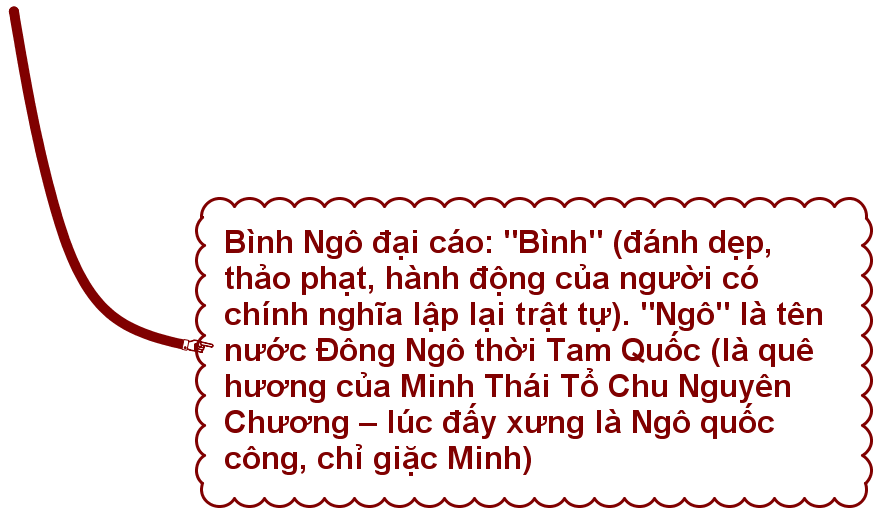 Bình Ngô đại cáo: "Bình" (đánh dẹp,
thảo phạt, hành động của người có
chính nghĩa lập lại trật tự). "Ngô" là tên
nước Đông Ngô thời Tam Quốc (là quê
hương của Minh Thái Tổ Chu Nguyên
Chương – lúc đấy xưng là Ngô quốc
công, chỉ giặc Minh)